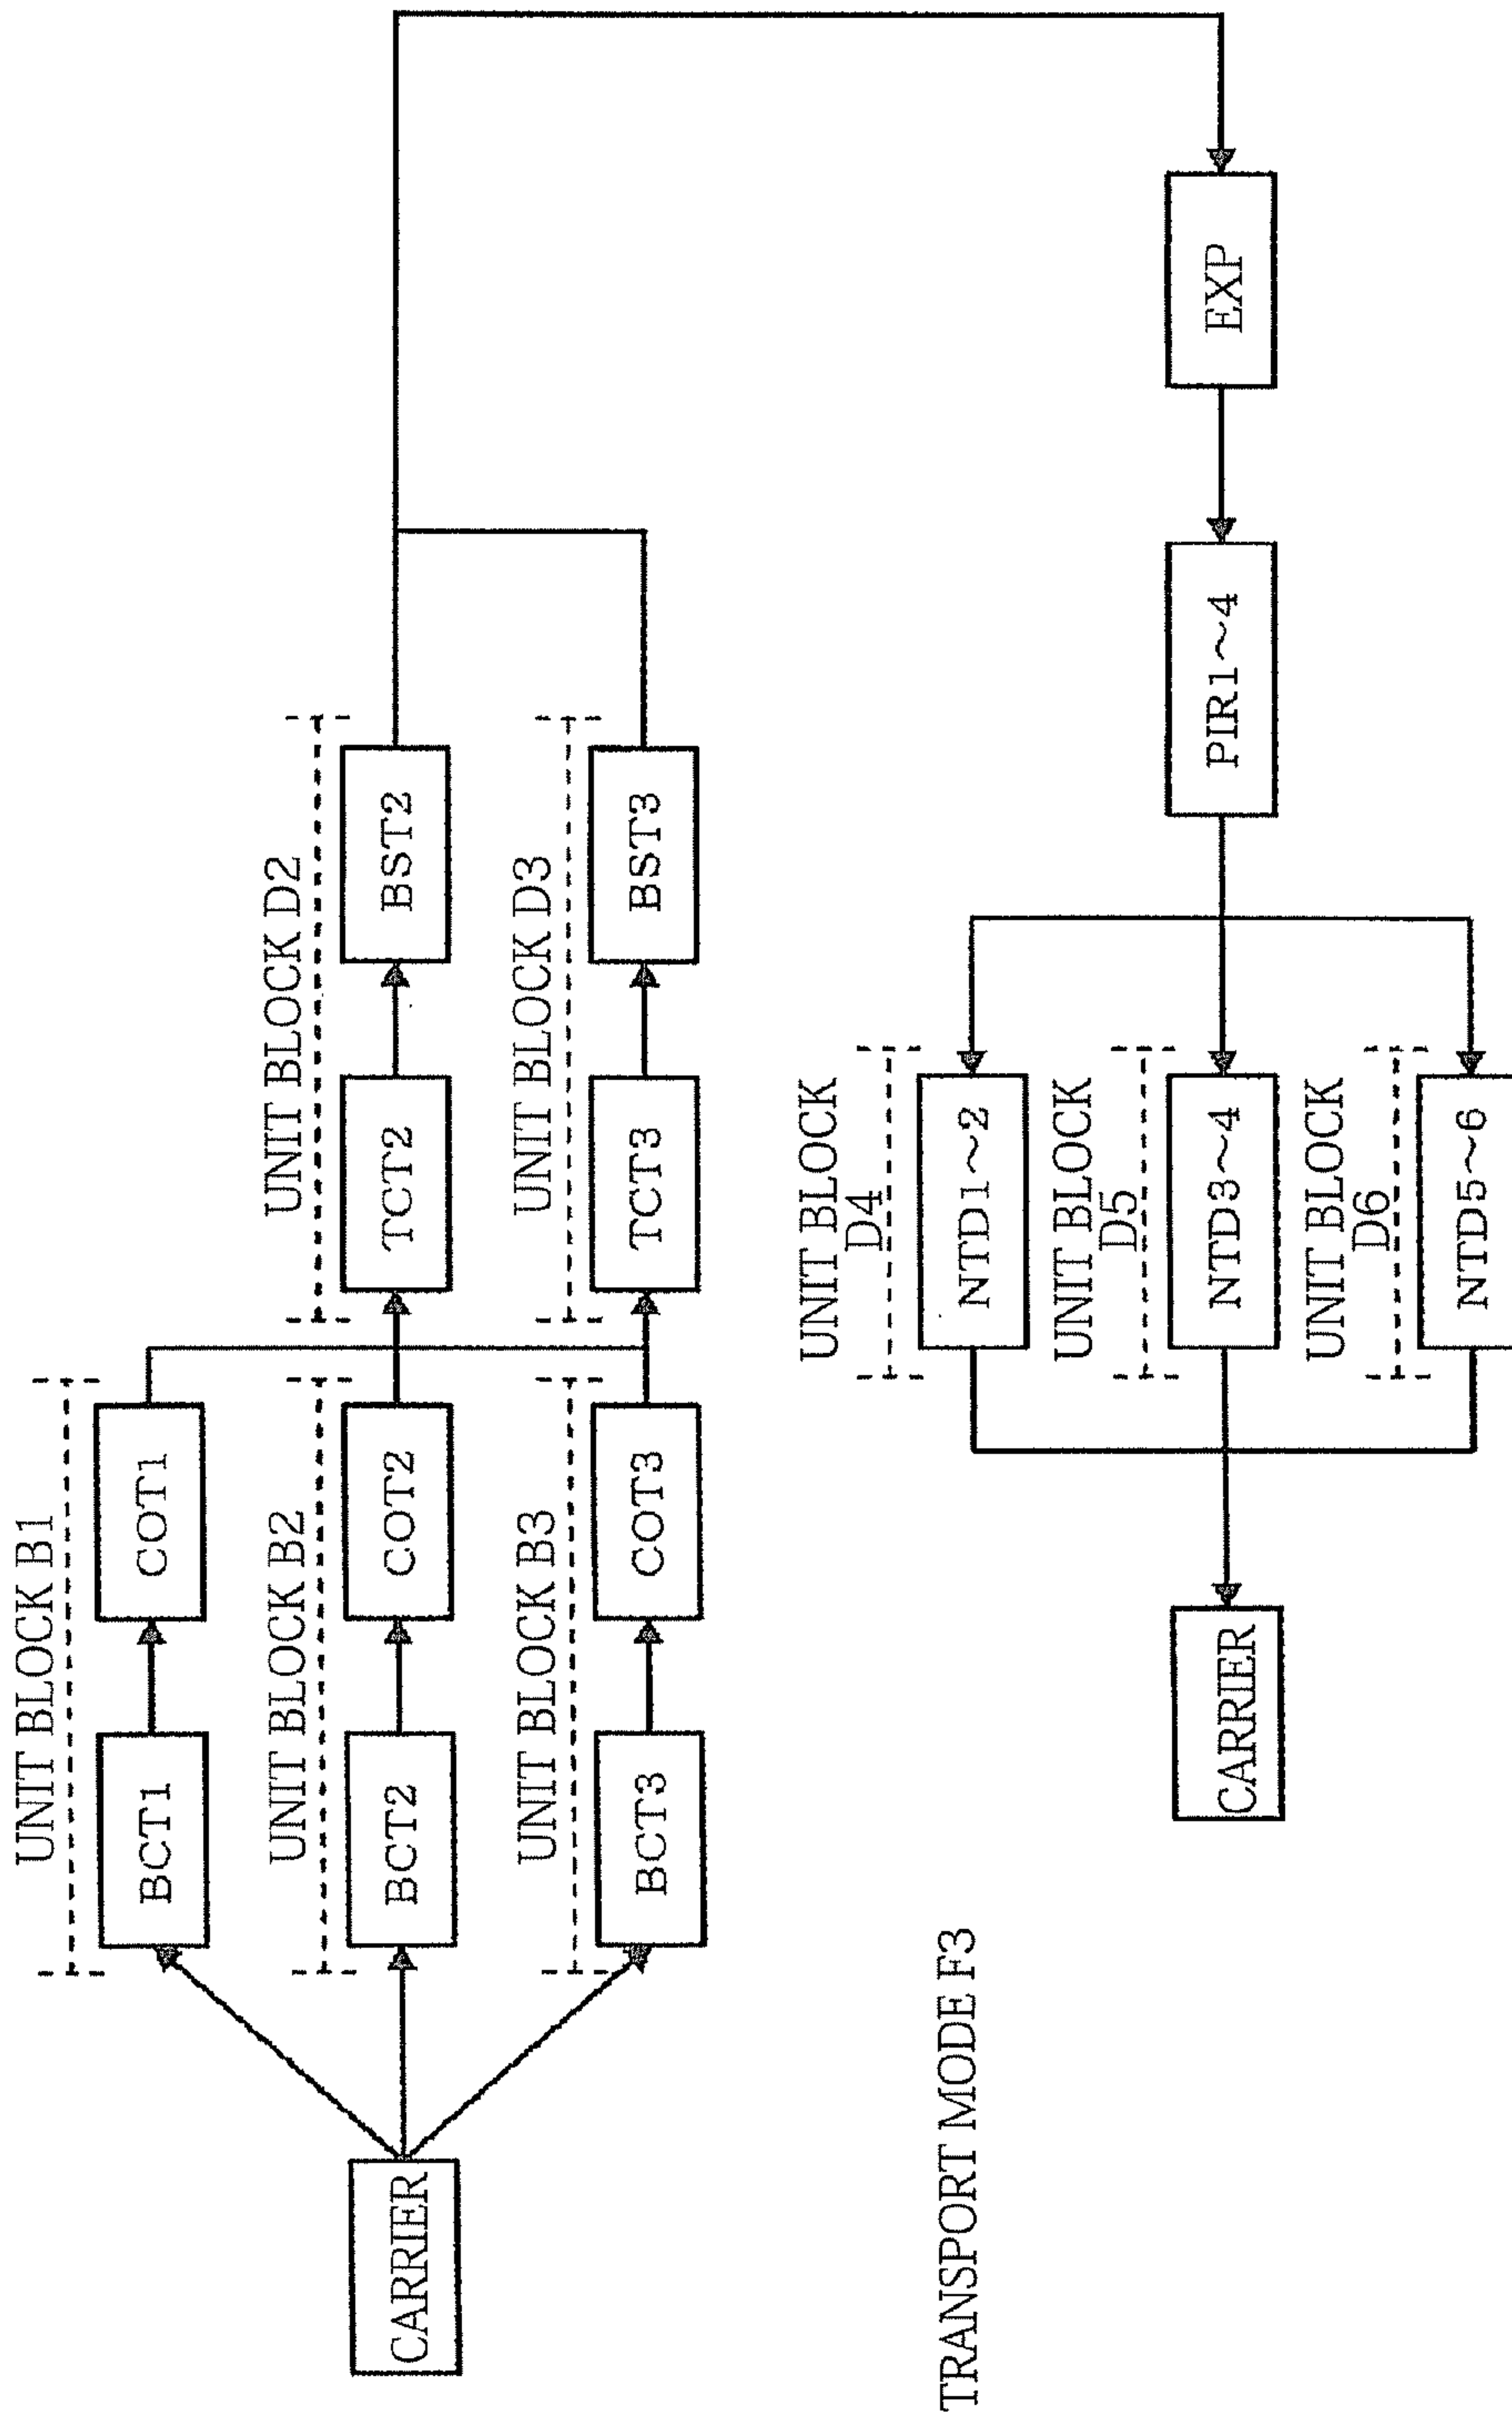 UNIT BLOCK B1
BCT1
COT1
UNIT BLOCK B2
UNIT BLOCK D2
CARRIER
BCT2
COT2
TCT2
BST2
UNIT BLOCK B3
UNIT BLOCK D3
BCT3
COT3
TCT3
BST3
UNIT BLOCK
D4
NTD1~2
TRANSPORT MODE F3
UNIT BLOCK
D5
CARRIER
NTD3~4
PIR1~4
EXP
UNIT BLOCK
D6
NTD5~6